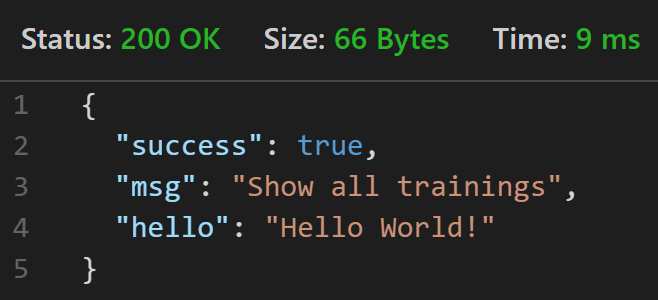 Status: 200 OK Size: 66 Bytes Time: 9 ms
1 {
2 "success": true,
3 "msg": "Show all trainings",
4 "hello": "Hello World!"
5 }